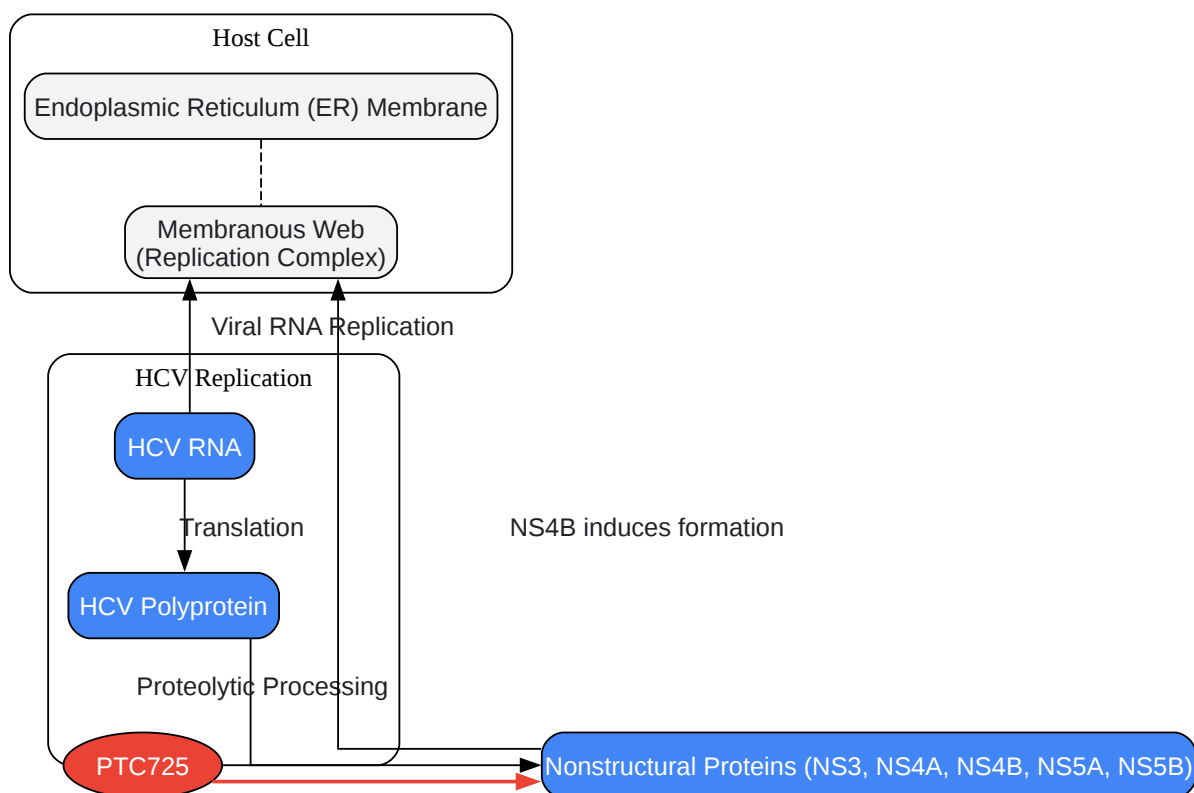 Host Cell
Endoplasmic Reticulum (ER) Membrane
Membranous Web
(Replication Complex)
Viral RNA Replication
HCV Replication
HCV RNA
Translation
NS4B induces formation
HCV Polyprotein
Proteolytic Processing
PTC725
Nonstructural Proteins (NS3, NS4A, NS4B, NS5A, NS5B)